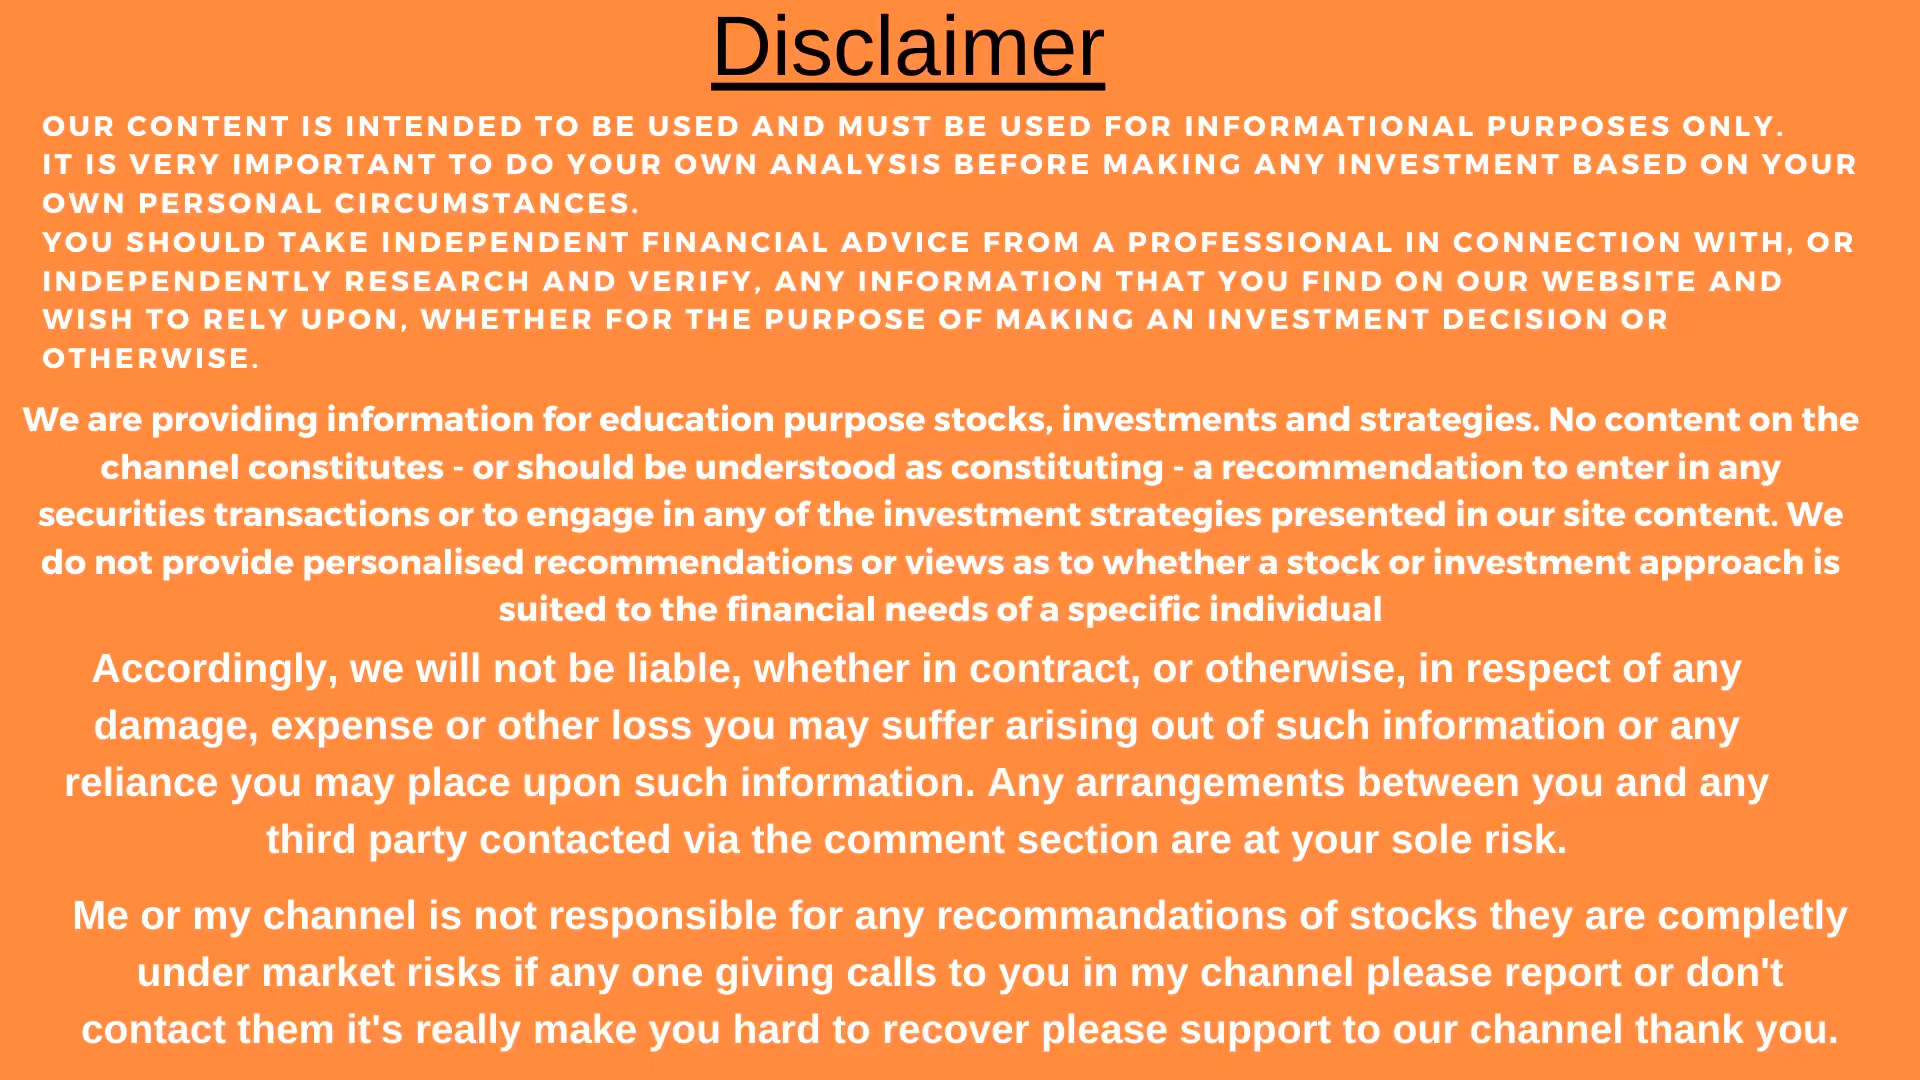 Disclaimer
OUR CONTENT IS INTENDED TO BE USED AND MUST BE USED FOR INFORMATIONAL PURPOSES ONLY.
IT IS VERY IMPORTANT TO DO YOUR OWN ANALYSIS BEFORE MAKING ANY INVESTMENT BASED ON YOUR
OWN PERSONAL CIRCUMSTANCES.
YOU SHOULD TAKE INDEPENDENT FINANCIAL ADVICE FROM A PROFESSIONAL IN CONNECTION WITH, OR
INDEPENDENTLY RESEARCH AND VERIFY, ANY INFORMATION THAT YOU FIND ON OUR WEBSITE AND
WISH TO RELY UPON, WHETHER FOR THE PURPOSE OF MAKING AN INVESTMENT DECISION OR
OTHERWISE.
We are providing information for education purpose stocks, investments and strategies. No content on the
channel constitutes - or should be understood as constituting - a recommendation to enter in any
securities transactions or to engage in any of the investment strategies presented in our site content. We
do not provide personalised recommendations or views as to whether a stock or investment approach is
suited to the financial needs of a specific individual
Accordingly, we will not be liable, whether in contract, or otherwise, in respect of any
damage, expense or other loss you may suffer arising out of such information or any
reliance you may place upon such information. Any arrangements between you and any
third party contacted via the comment section are at your sole risk.
Me or my channel is not responsible for any recommandations of stocks they are completly
under market risks if any one giving calls to you in my channel please report or don't
contact them it's really make you hard to recover please support to our channel thank you.